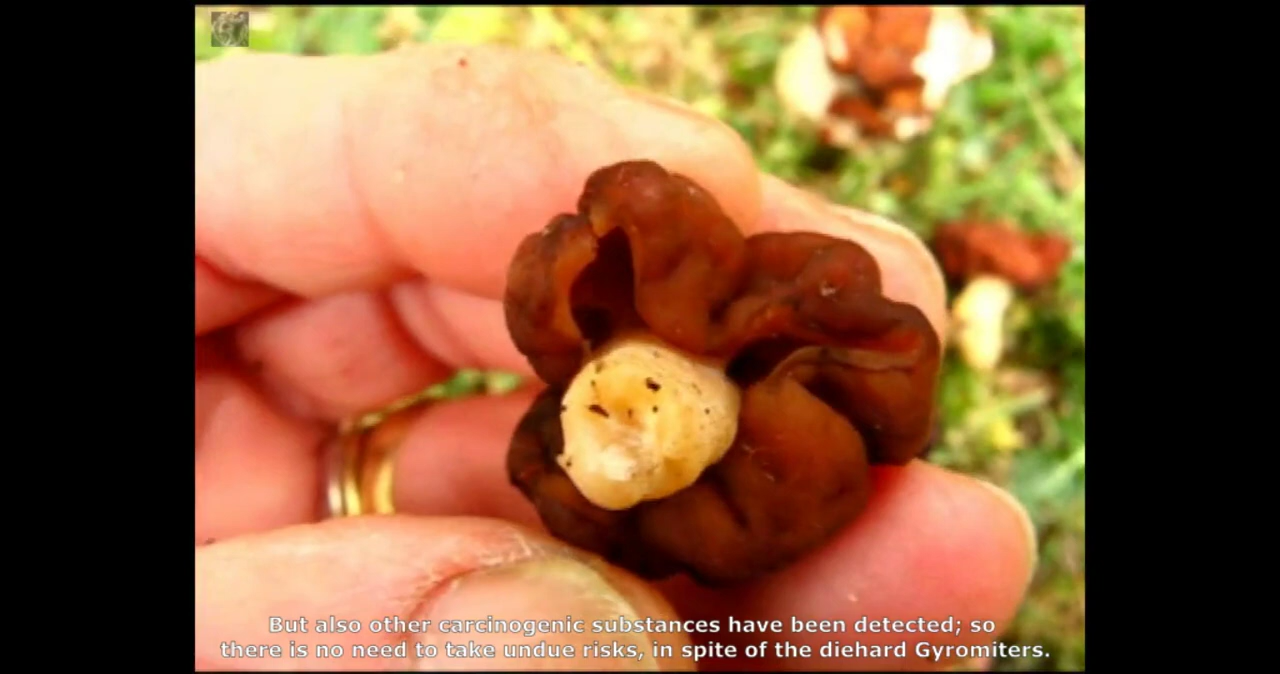 But also other carcinogenic substances have been detected; so
there is no need to take undue risks, in spite of the diehard Gyromiters.